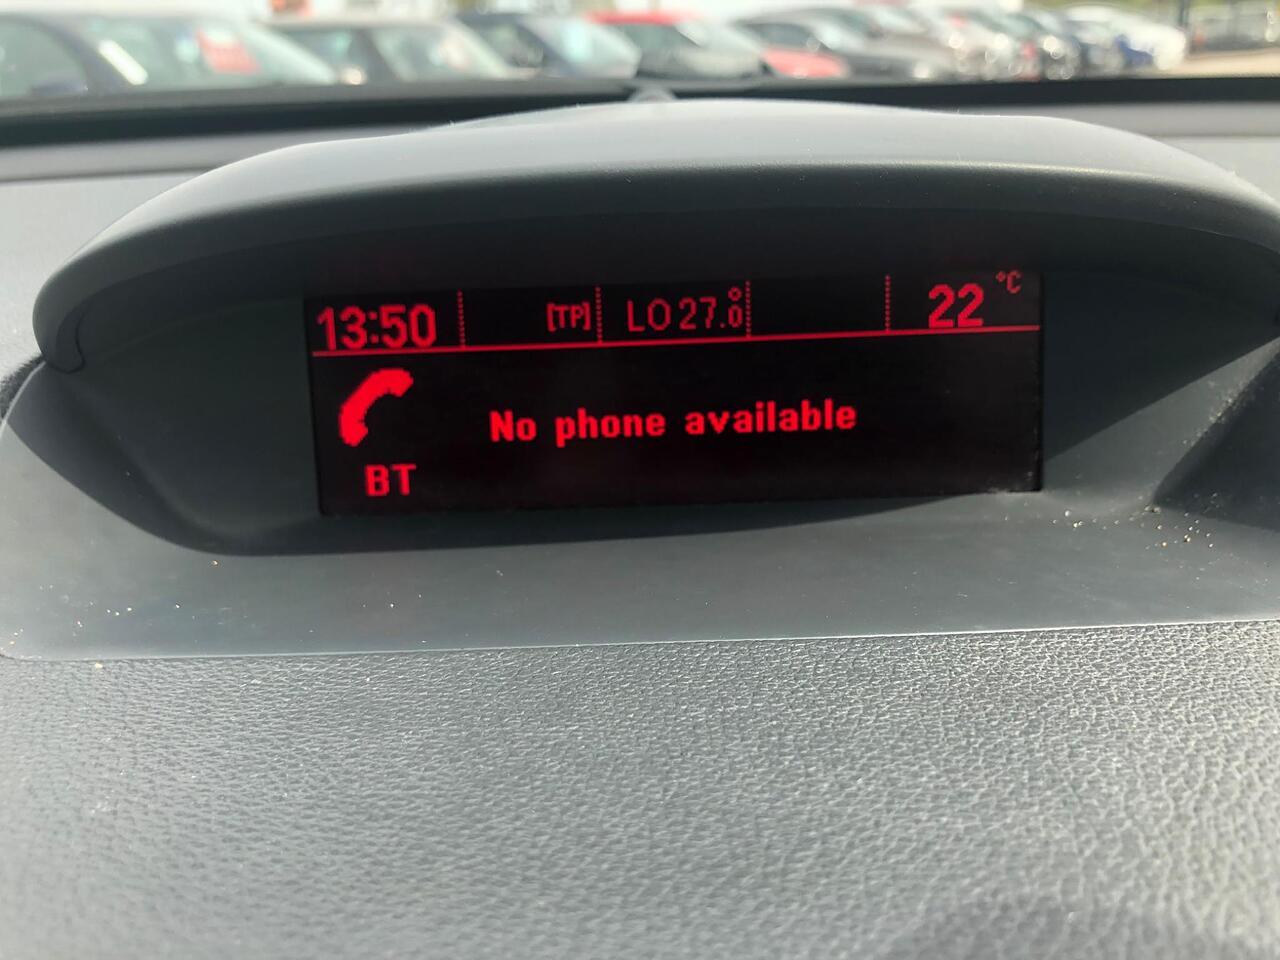 13:50 [TP] LO 27.0° 22 °C
No phone available
BT